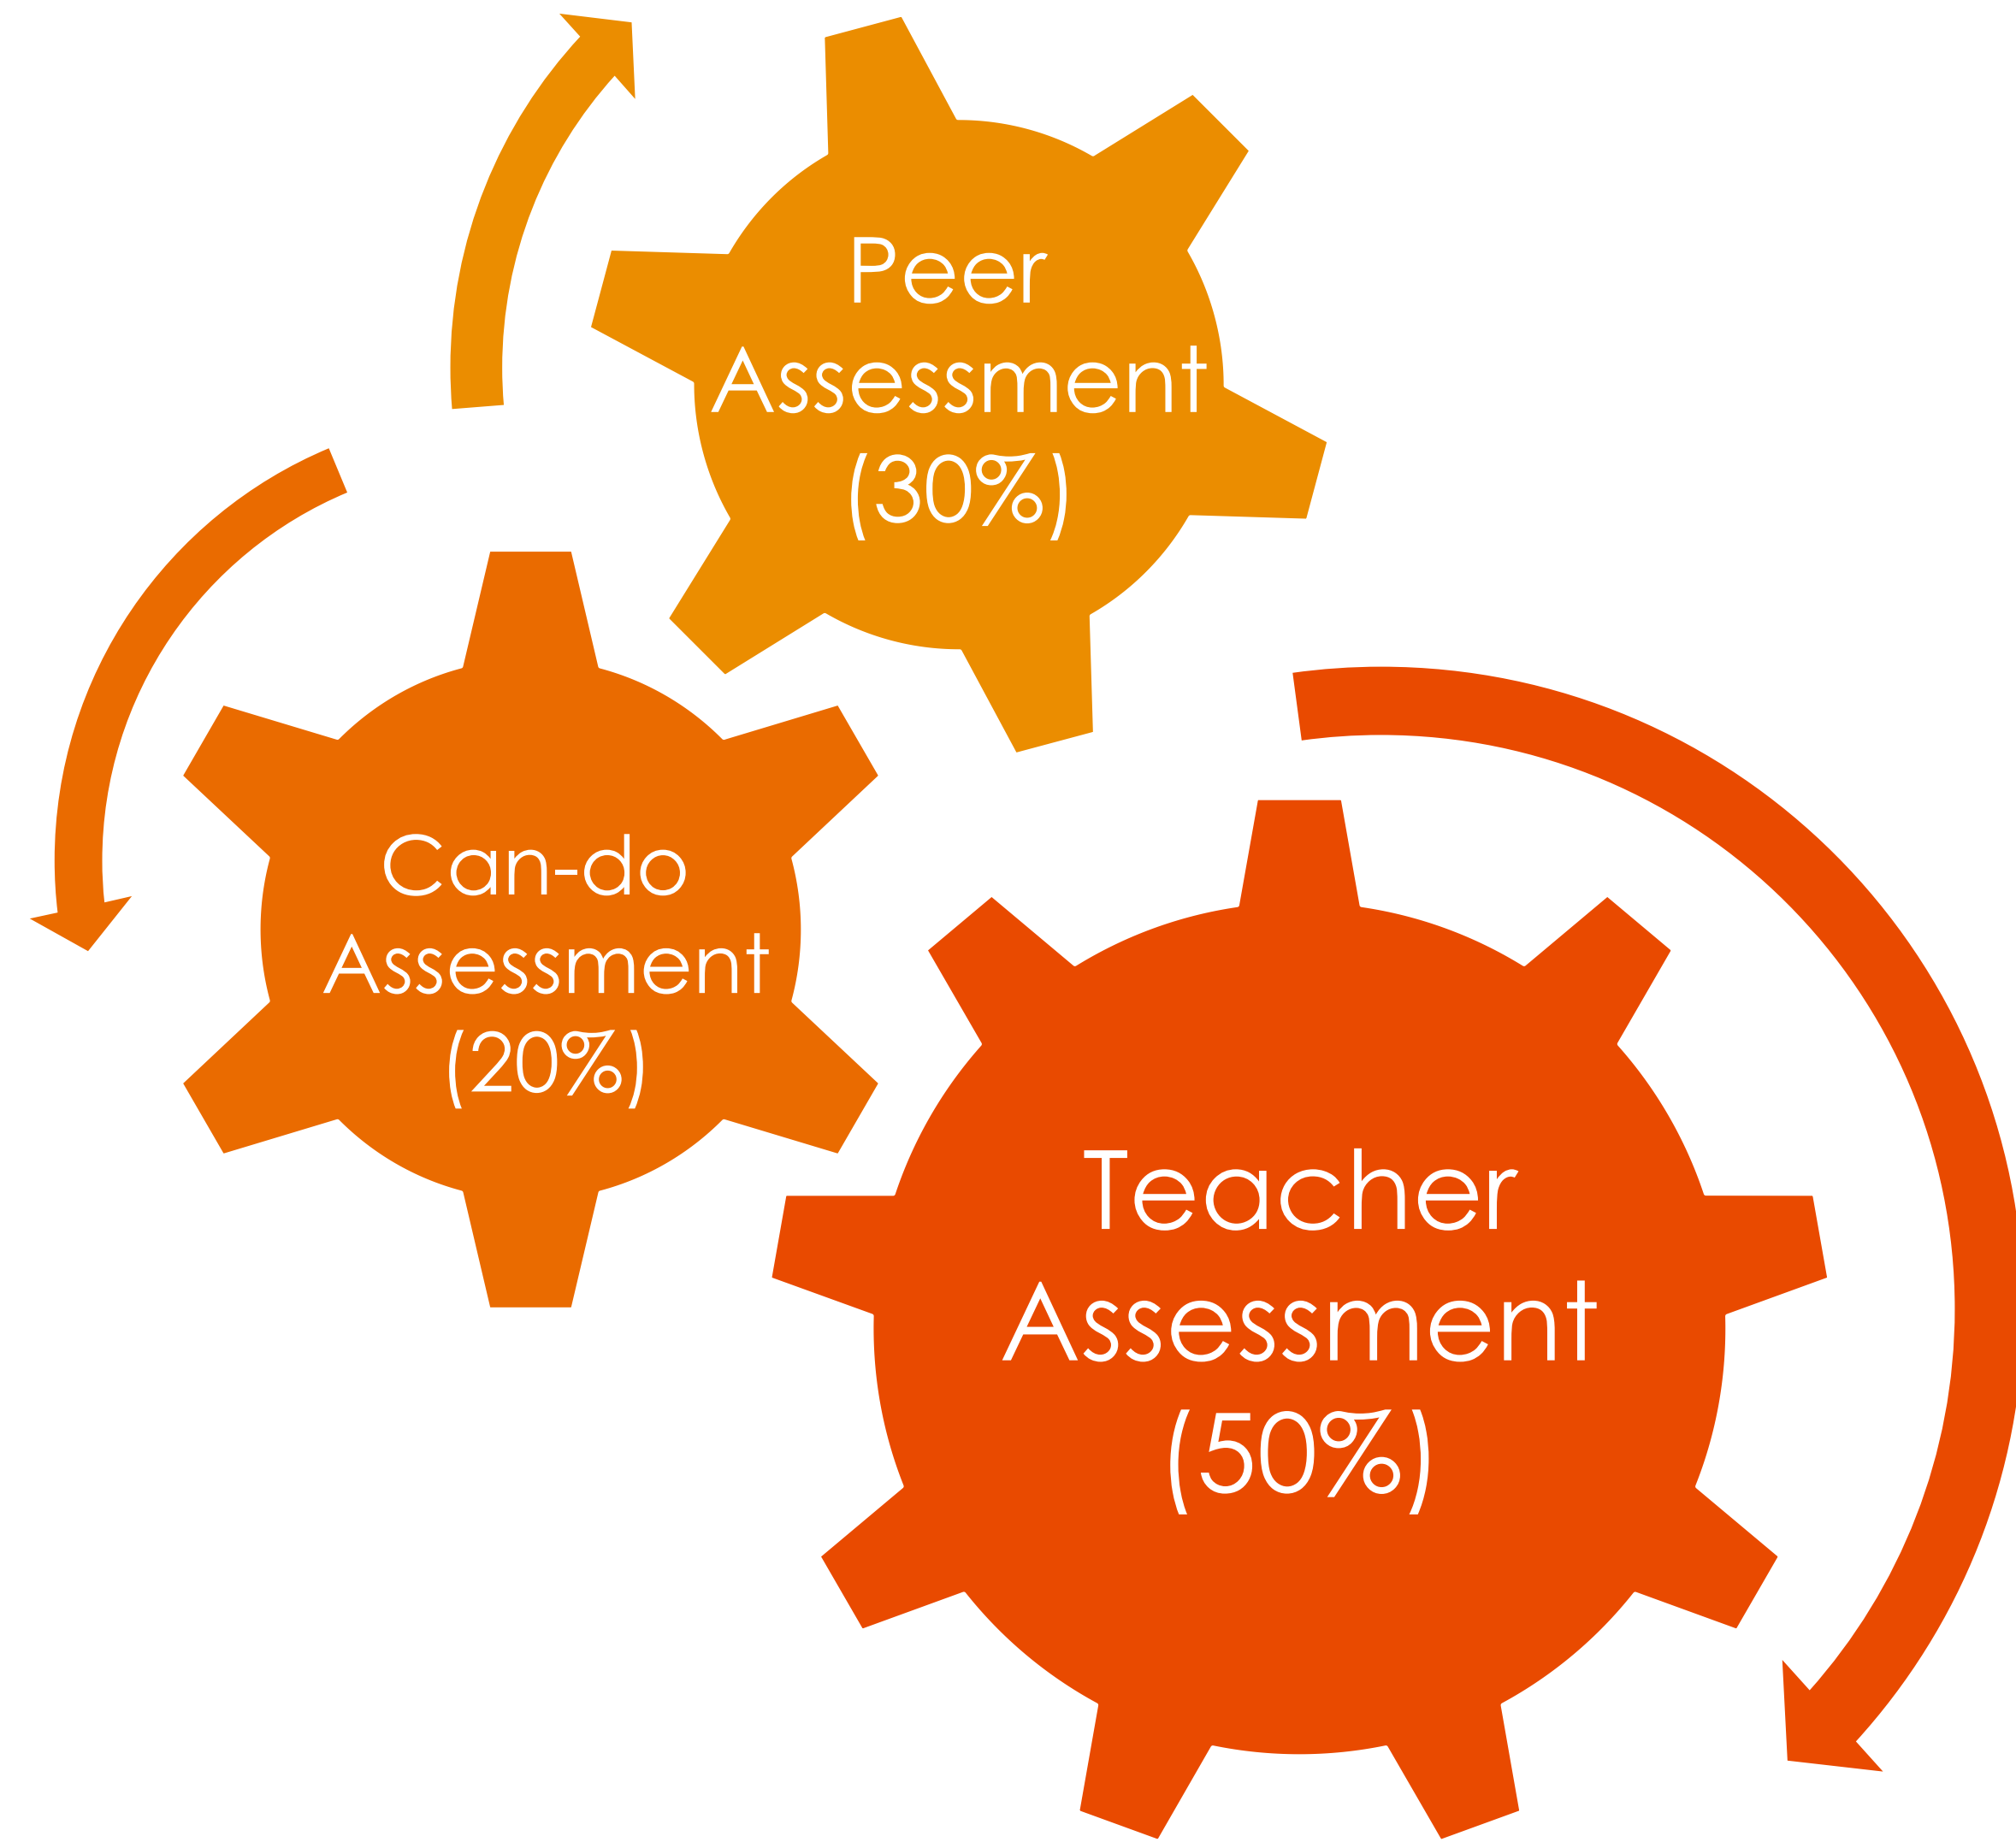 Peer
Assessment
(30%)
Can-do
Assessment
(20%)
Teacher
Assessment
(50%)